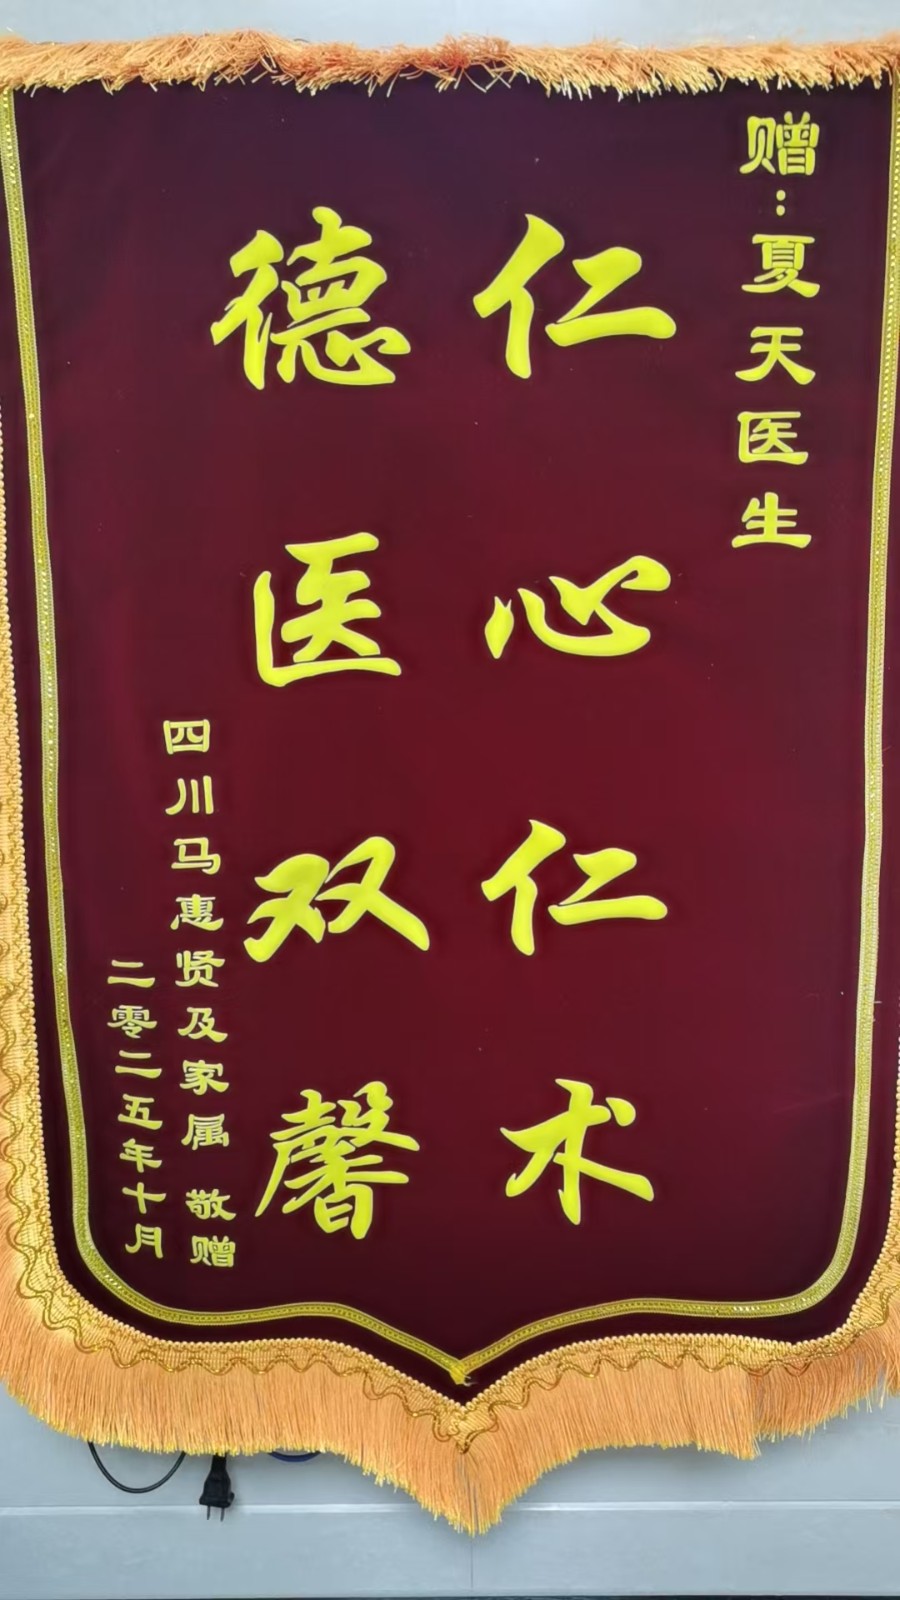 赠：夏天医生
仁心仁术
德医双馨
四川马惠贤及家属 敬赠
二零二五年十月